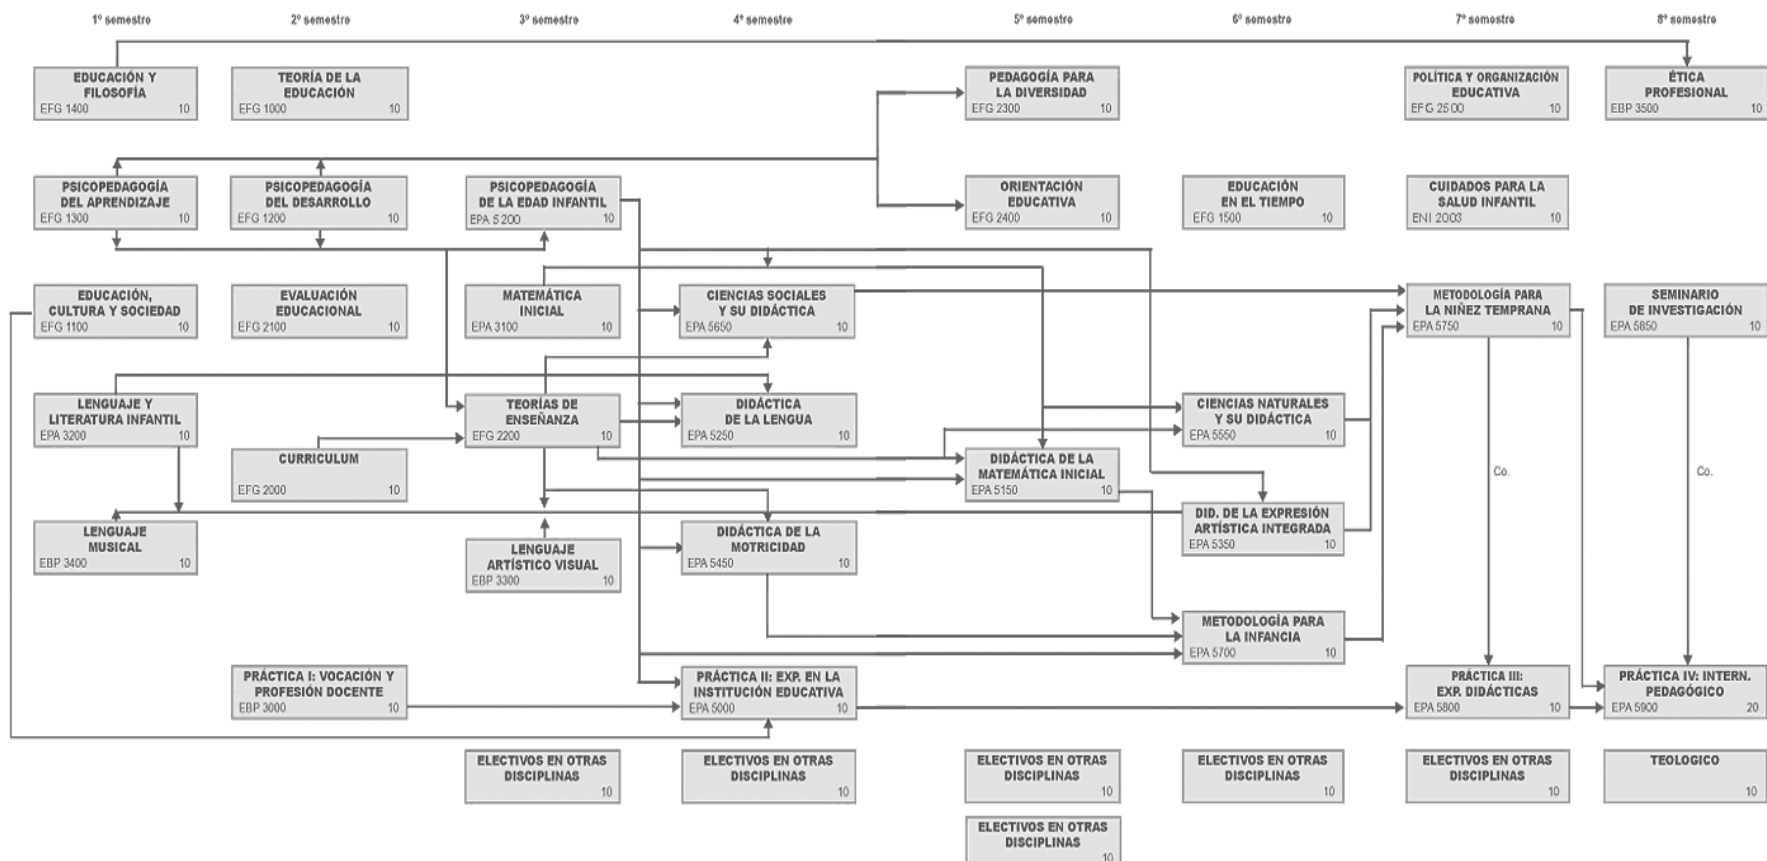 1º semestre
2º semestre
3º semestre
4º semestre
5º semestre
6º semestre
7º semestre
8º semestre
EDUCACIÓN Y
FILOSOFÍA
EFG 1400 10
TEORÍA DE LA
EDUCACIÓN
EFG 1000 10
PEDAGOGÍA PARA
LA DIVERSIDAD
EFG 2300 10
POLÍTICA Y ORGANIZACIÓN
EDUCATIVA
EFG 2500 10
ÉTICA
PROFESIONAL
EBP 3500 10
PSICOPEDAGOGÍA
DEL APRENDIZAJE
EFG 1300 10
PSICOPEDAGOGÍA
DEL DESARROLLO
EFG 1200 10
PSICOPEDAGOGÍA
DE LA EDAD INFANTIL
EPA 5200 10
ORIENTACIÓN
EDUCATIVA
EFG 2400 10
EDUCACIÓN
EN EL TIEMPO
EFG 1500 10
CUIDADOS PARA LA
SALUD INFANTIL
ENI 2003 10
EDUCACIÓN,
CULTURA Y SOCIEDAD
EFG 1100 10
EVALUACIÓN
EDUCACIONAL
EFG 2100 10
MATEMÁTICA
INICIAL
EPA 3100 10
CIENCIAS SOCIALES
Y SU DIDÁCTICA
EPA 5650 10
METODOLOGÍA PARA
LA NIÑEZ TEMPRANA
EPA 5750 10
SEMINARIO
DE INVESTIGACIÓN
EPA 5850 10
LENGUAJE Y
LITERATURA INFANTIL
EPA 3200 10
CURRICULUM
EFG 2000 10
TEORÍAS DE
ENSEÑANZA
EFG 2200 10
DIDÁCTICA
DE LA LENGUA
EPA 5250 10
DIDÁCTICA DE LA
MATEMÁTICA INICIAL
EPA 5150 10
CIENCIAS NATURALES
Y SU DIDÁCTICA
EPA 5550 10
Co.
Co.
LENGUAJE
MUSICAL
EBP 3400 10
LENGUAJE
ARTÍSTICO VISUAL
EBP 3300 10
DIDÁCTICA DE LA
MOTRICIDAD
EPA 5450 10
DID. DE LA EXPRESIÓN
ARTÍSTICA INTEGRADA
EPA 5350 10
METODOLOGÍA PARA
LA INFANCIA
EPA 5700 10
PRÁCTICA I: VOCACIÓN Y
PROFESIÓN DOCENTE
EBP 3000 10
PRÁCTICA II: EXP. EN LA
INSTITUCIÓN EDUCATIVA
EPA 5000 10
PRÁCTICA III:
EXP. DIDÁCTICAS
EPA 5800 10
PRÁCTICA IV: INTERN.
PEDAGÓGICO
EPA 5900 20
ELECTIVOS EN OTRAS
DISCIPLINAS
10
ELECTIVOS EN OTRAS
DISCIPLINAS
10
ELECTIVOS EN OTRAS
DISCIPLINAS
10
ELECTIVOS EN OTRAS
DISCIPLINAS
10
ELECTIVOS EN OTRAS
DISCIPLINAS
10
TEOLOGICO
10
ELECTIVOS EN OTRAS
DISCIPLINAS
10